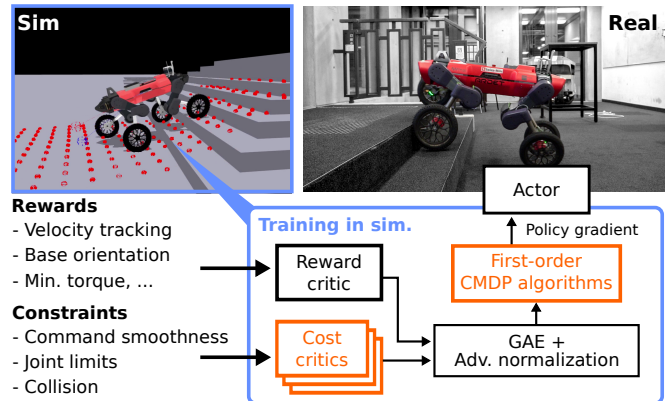 Sim
Real
Rewards
- Velocity tracking
- Base orientation
- Min. torque, ...
Constraints
- Command smoothness
- Joint limits
- Collision
Training in sim.
Actor
Policy gradient
Reward
critic
First-order
CMDP algorithms
Cost
critics
GAE +
Adv. normalization